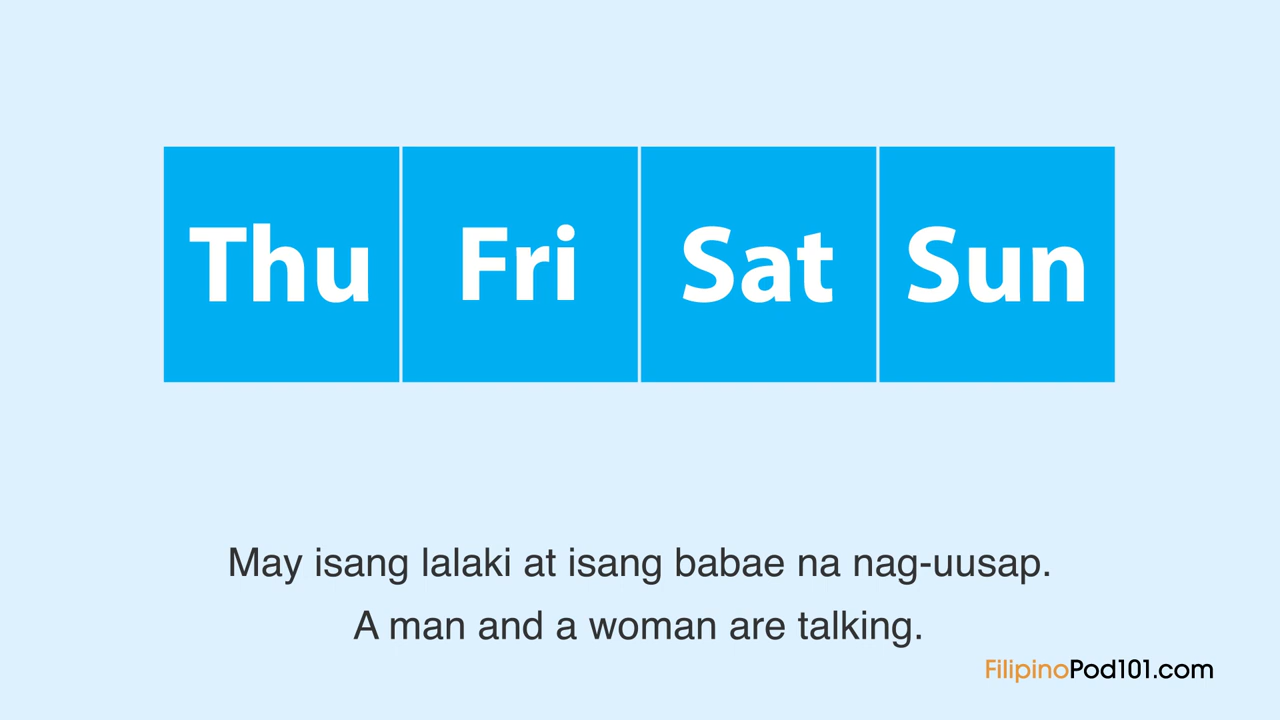 Thu Fri Sat Sun
May isang lalaki at isang babae na nag-uusap.
A man and a woman are talking.
FilipinoPod101.com